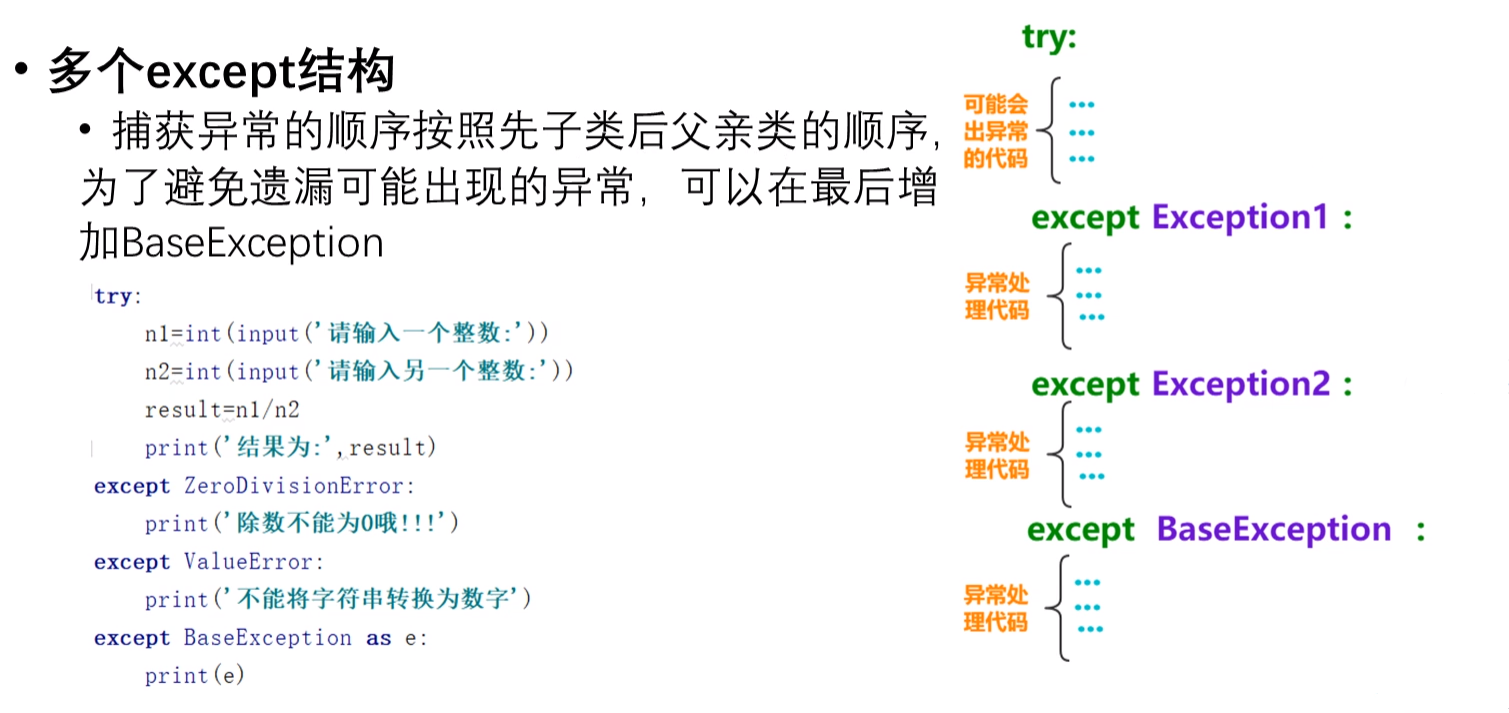 • 多个except结构
• 捕获异常的顺序按照先子类后父亲类的顺序,
为了避免遗漏可能出现的异常，可以在最后增
加BaseException
try:
    n1=int(input('请输入一个整数:'))
    n2=int(input('请输入另一个整数:'))
    result=n1/n2
    print('结果为:',result)
except ZeroDivisionError:
    print('除数不能为0哦!!!')
except ValueError:
    print('不能将字符串转换为数字')
except BaseException as e:
    print(e)
try:
可能会
出异常
的代码
...
...
...
except Exception1 :
异常处
理代码
...
...
...
except Exception2 :
异常处
理代码
...
...
...
except BaseException :
异常处
理代码
...
...
...